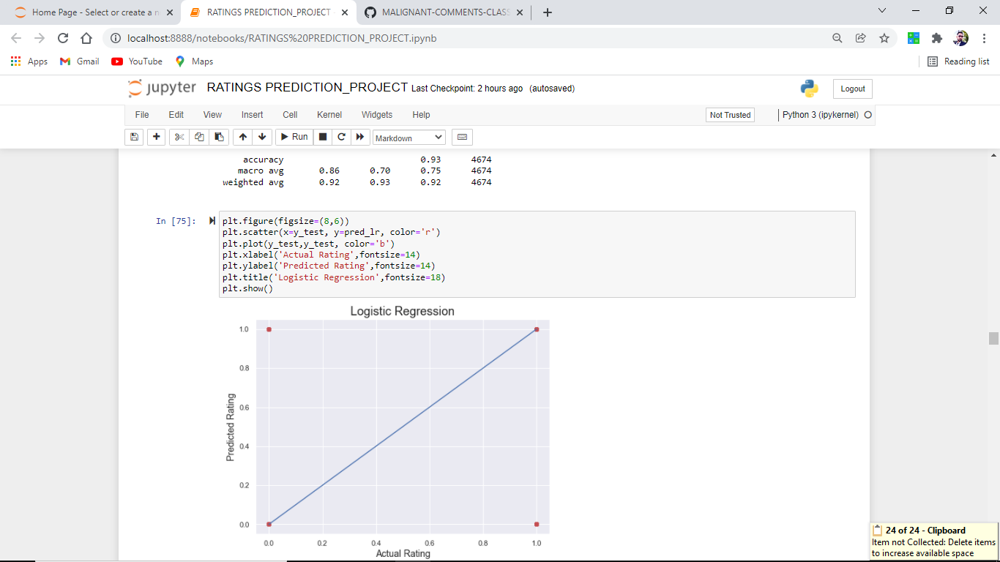 Home Page - Select or create a n
RATINGS PREDICTION_PROJECT
MALIGNANT-COMMENTS-CLASS
localhost:8888/notebooks/RATINGS%20PREDICTION_PROJECT.ipynb
Apps Gmail YouTube Maps Reading list
jupyter RATINGS PREDICTION_PROJECT Last Checkpoint: 2 hours ago (autosaved) Logout
File Edit View Insert Cell Kernel Widgets Help Not Trusted Python 3 (ipykernel)
Run Markdown
accuracy 0.93 4674
macro avg 0.86 0.70 0.75 4674
weighted avg 0.92 0.93 0.92 4674
In [75]: plt.figure(figsize=(8,6))
plt.scatter(x=y_test, y=pred_lr, color='r')
plt.plot(y_test,y_test, color='b')
plt.xlabel('Actual Rating',fontsize=14)
plt.ylabel('Predicted Rating',fontsize=14)
plt.title('Logistic Regression',fontsize=18)
plt.show()
Logistic Regression
1.0
0.8
0.6
0.4
0.2
0.0
Predicted Rating
0.0 0.2 0.4 0.6 0.8 1.0
Actual Rating
24 of 24 - Clipboard
Item not Collected: Delete items
to increase available space